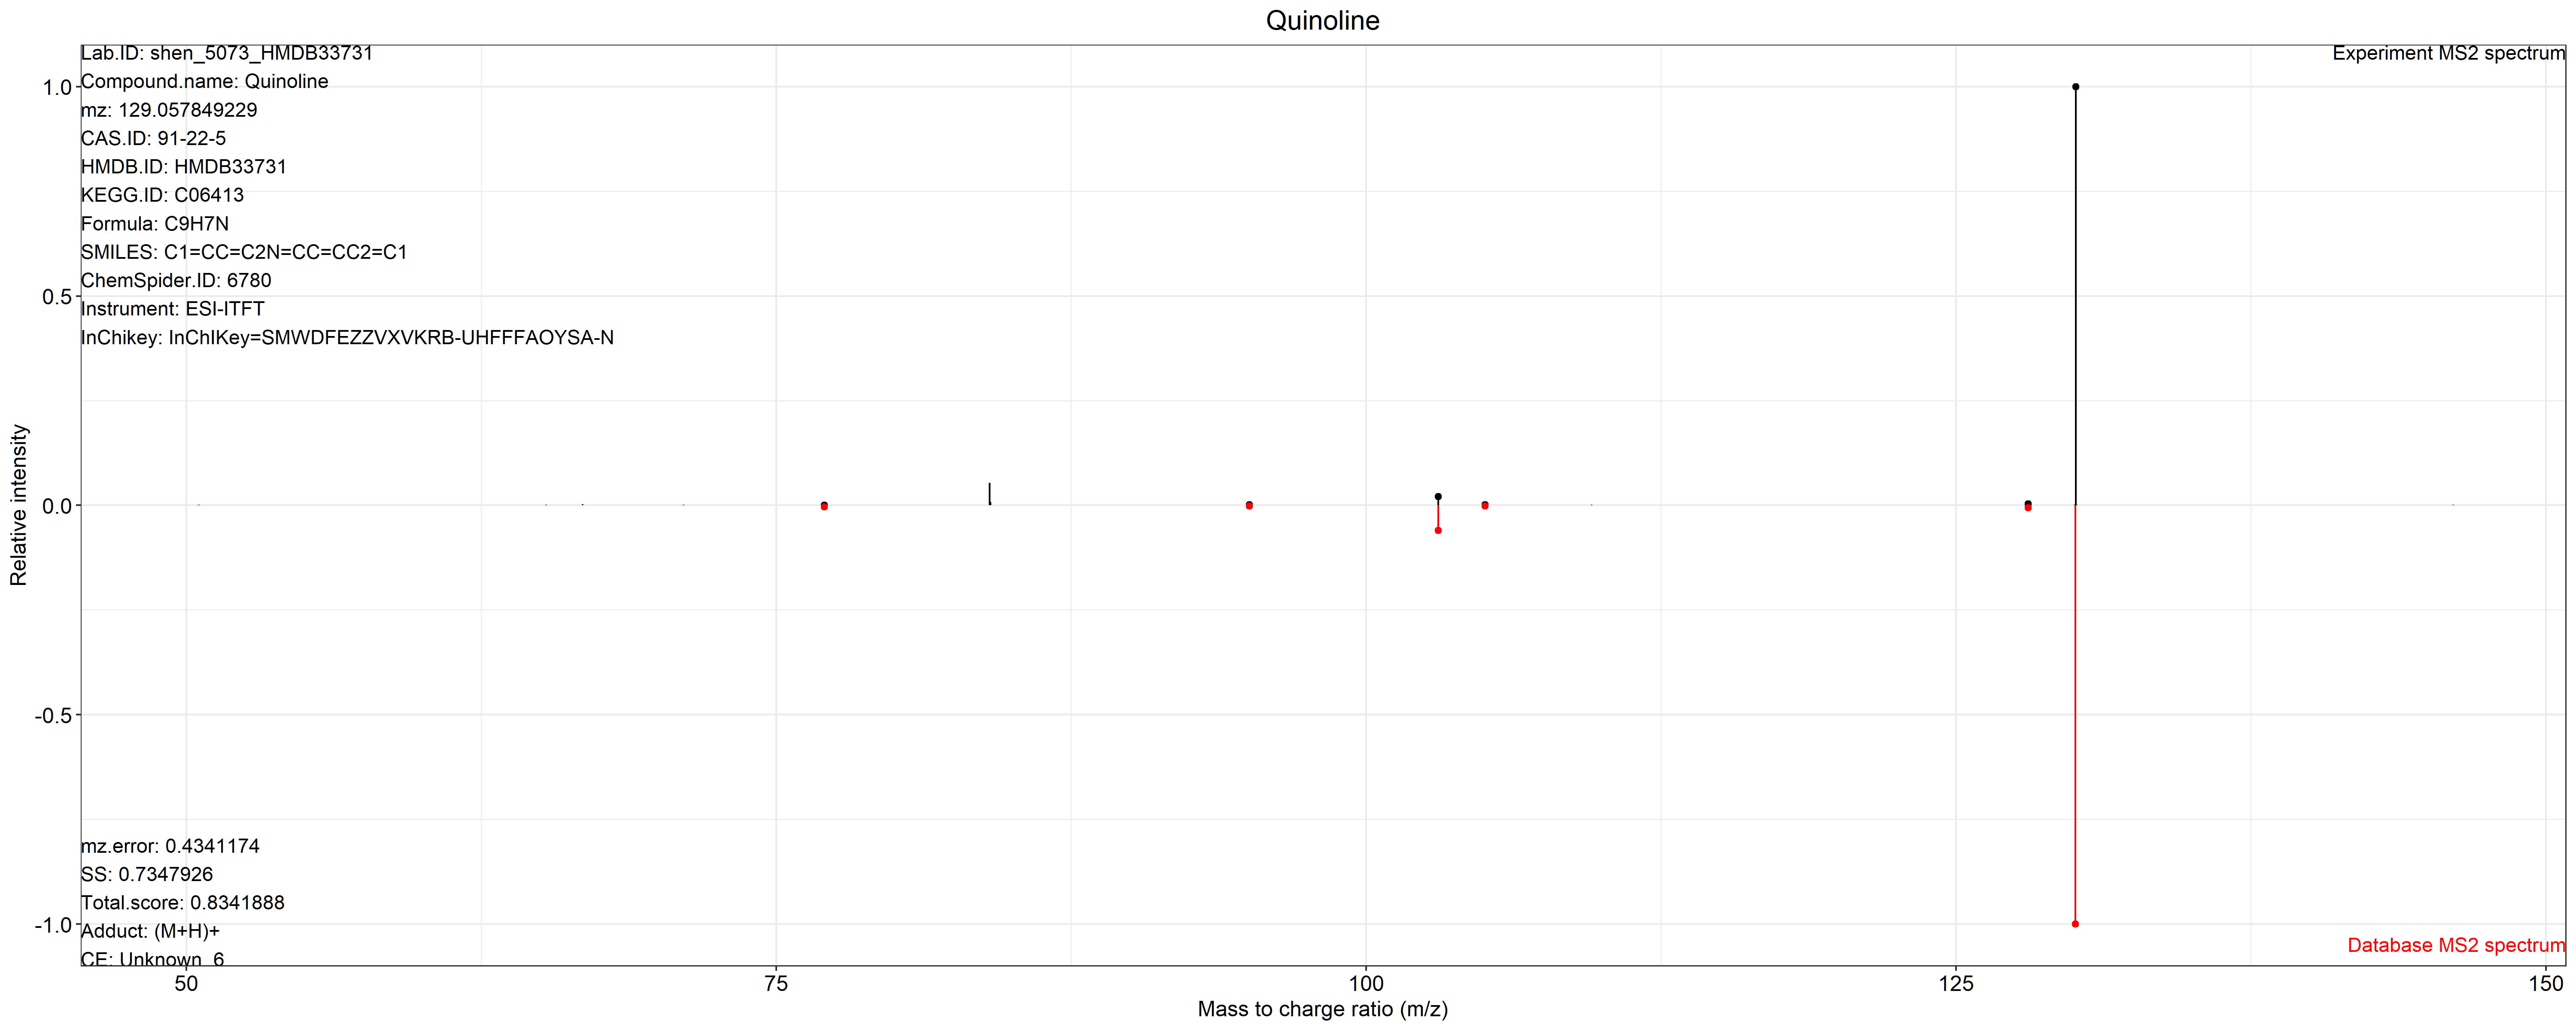 Quinoline
Lab.ID: shen_5073_HMDB33731
Experiment MS2 spectrum
Compound.name: Quinoline
mz: 129.057849229
CAS.ID: 91-22-5
HMDB.ID: HMDB33731
KEGG.ID: C06413
Formula: C9H7N
SMILES: C1=CC=C2N=CC=CC2=C1
ChemSpider.ID: 6780
Instrument: ESI-ITFT
InChikey: InChIKey=SMWDFEZZVXVKRB-UHFFFAOYSA-N
1.0
0.5
0.0
-0.5
-1.0
Relative intensity
mz.error: 0.4341174
SS: 0.7347926
Total.score: 0.8341888
Adduct: (M+H)+
CE: Unknown_6
Database MS2 spectrum
50 75 100 125 150
Mass to charge ratio (m/z)